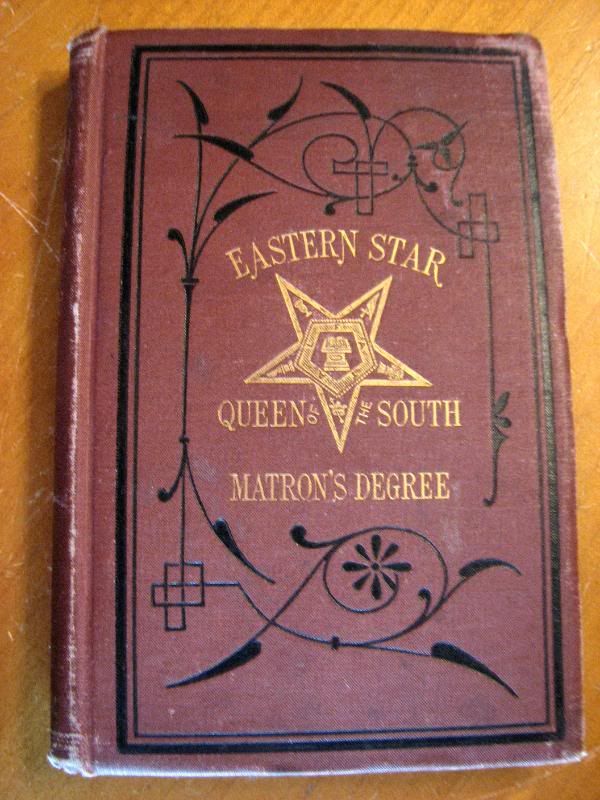 EASTERN STAR
QUEEN OF THE SOUTH
MATRON'S DEGREE